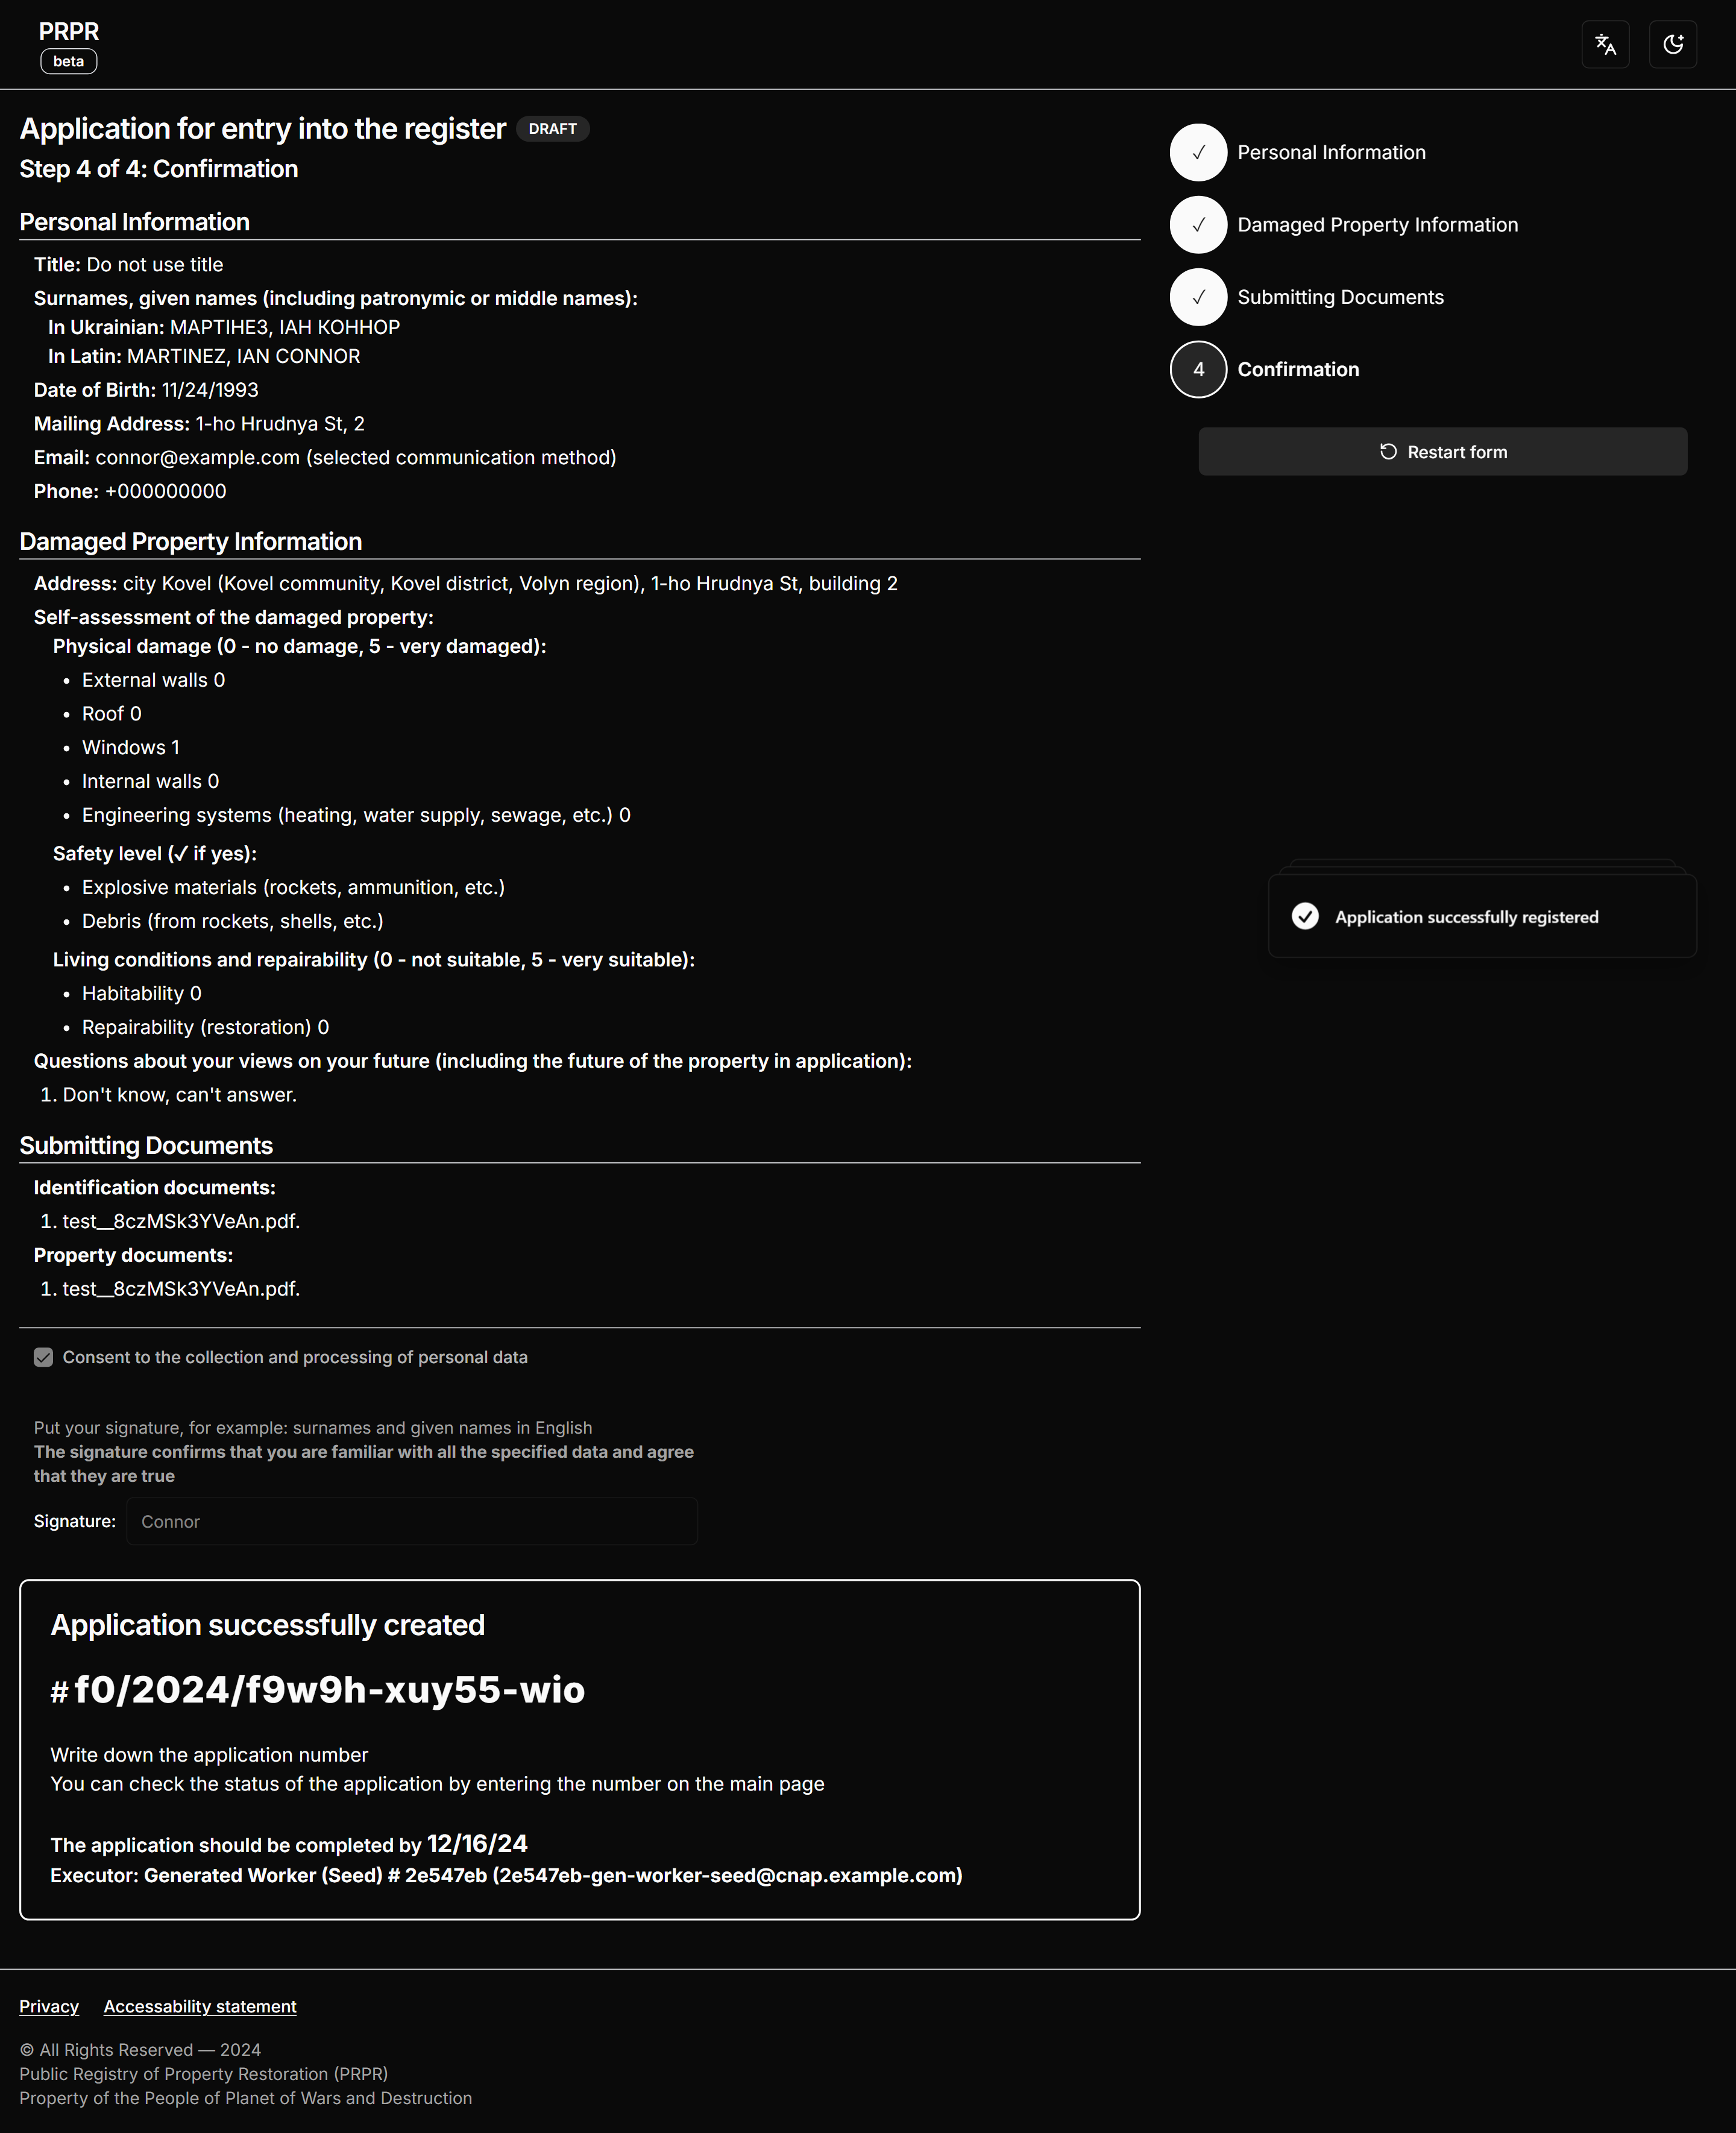 PRPR
beta
Application for entry into the register DRAFT
Step 4 of 4: Confirmation
Personal Information
Title: Do not use title
Surnames, given names (including patronymic or middle names):
In Ukrainian: МАРТІНЕЗ, ІАН КОННОР
In Latin: MARTINEZ, IAN CONNOR
Date of Birth: 11/24/1993
Mailing Address: 1-ho Hrudnya St, 2
Email: connor@example.com (selected communication method)
Phone: +000000000
Damaged Property Information
Address: city Kovel (Kovel community, Kovel district, Volyn region), 1-ho Hrudnya St, building 2
Self-assessment of the damaged property:
Physical damage (0 - no damage, 5 - very damaged):
• External walls 0
• Roof 0
• Windows 1
• Internal walls 0
• Engineering systems (heating, water supply, sewage, etc.) 0
Safety level (✓ if yes):
• Explosive materials (rockets, ammunition, etc.)
• Debris (from rockets, shells, etc.)
Living conditions and repairability (0 - not suitable, 5 - very suitable):
• Habitability 0
• Repairability (restoration) 0
Questions about your views on your future (including the future of the property in application):
1. Don't know, can't answer.
Submitting Documents
Identification documents:
1. test__8czMSk3YVeAn.pdf.
Property documents:
1. test__8czMSk3YVeAn.pdf.
Consent to the collection and processing of personal data
Put your signature, for example: surnames and given names in English
The signature confirms that you are familiar with all the specified data and agree
that they are true
Signature: Connor
Application successfully created
# f0/2024/f9w9h-xuy55-wio
Write down the application number
You can check the status of the application by entering the number on the main page
The application should be completed by 12/16/24
Executor: Generated Worker (Seed) # 2e547eb (2e547eb-gen-worker-seed@cnap.example.com)
✓ Personal Information
✓ Damaged Property Information
✓ Submitting Documents
4 Confirmation
Restart form
Application successfully registered
Privacy Accessability statement
© All Rights Reserved — 2024
Public Registry of Property Restoration (PRPR)
Property of the People of Planet of Wars and Destruction